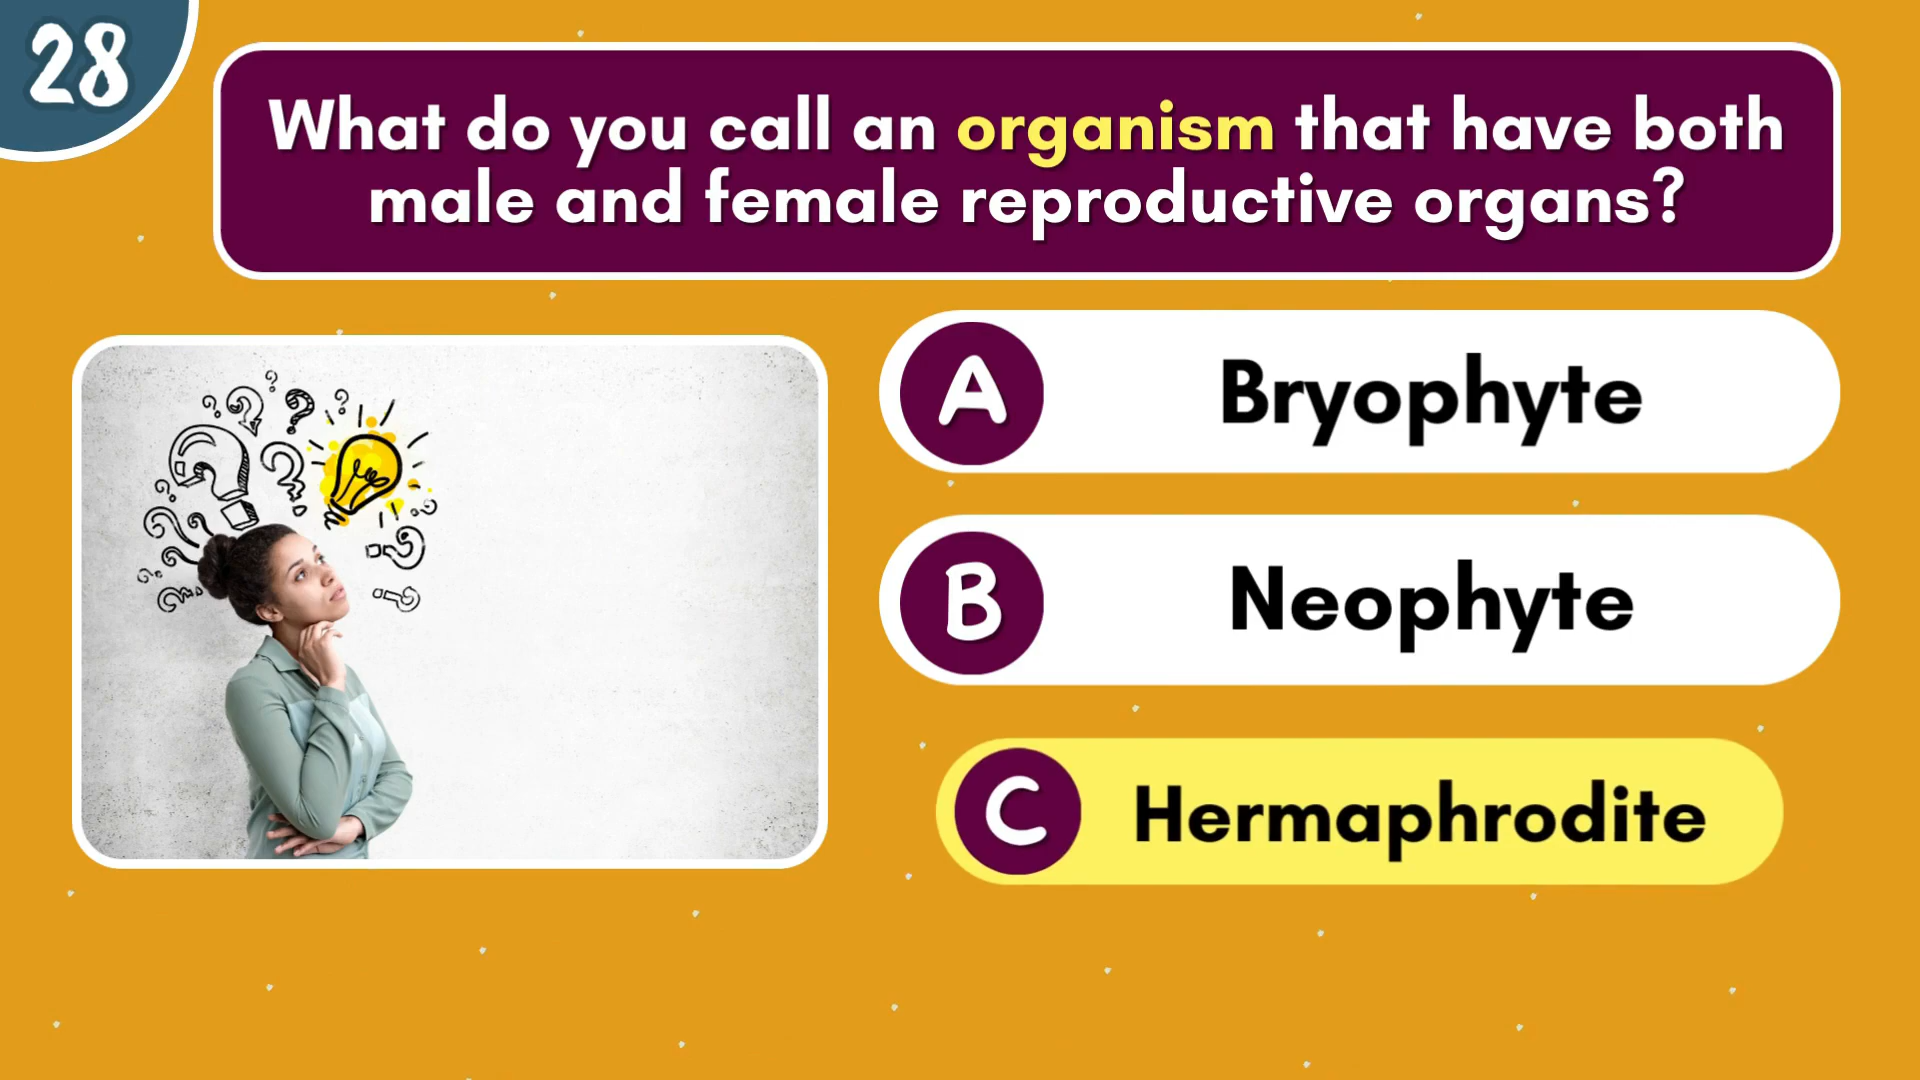 28
What do you call an organism that have both
male and female reproductive organs?
A Bryophyte
B Neophyte
C Hermaphrodite